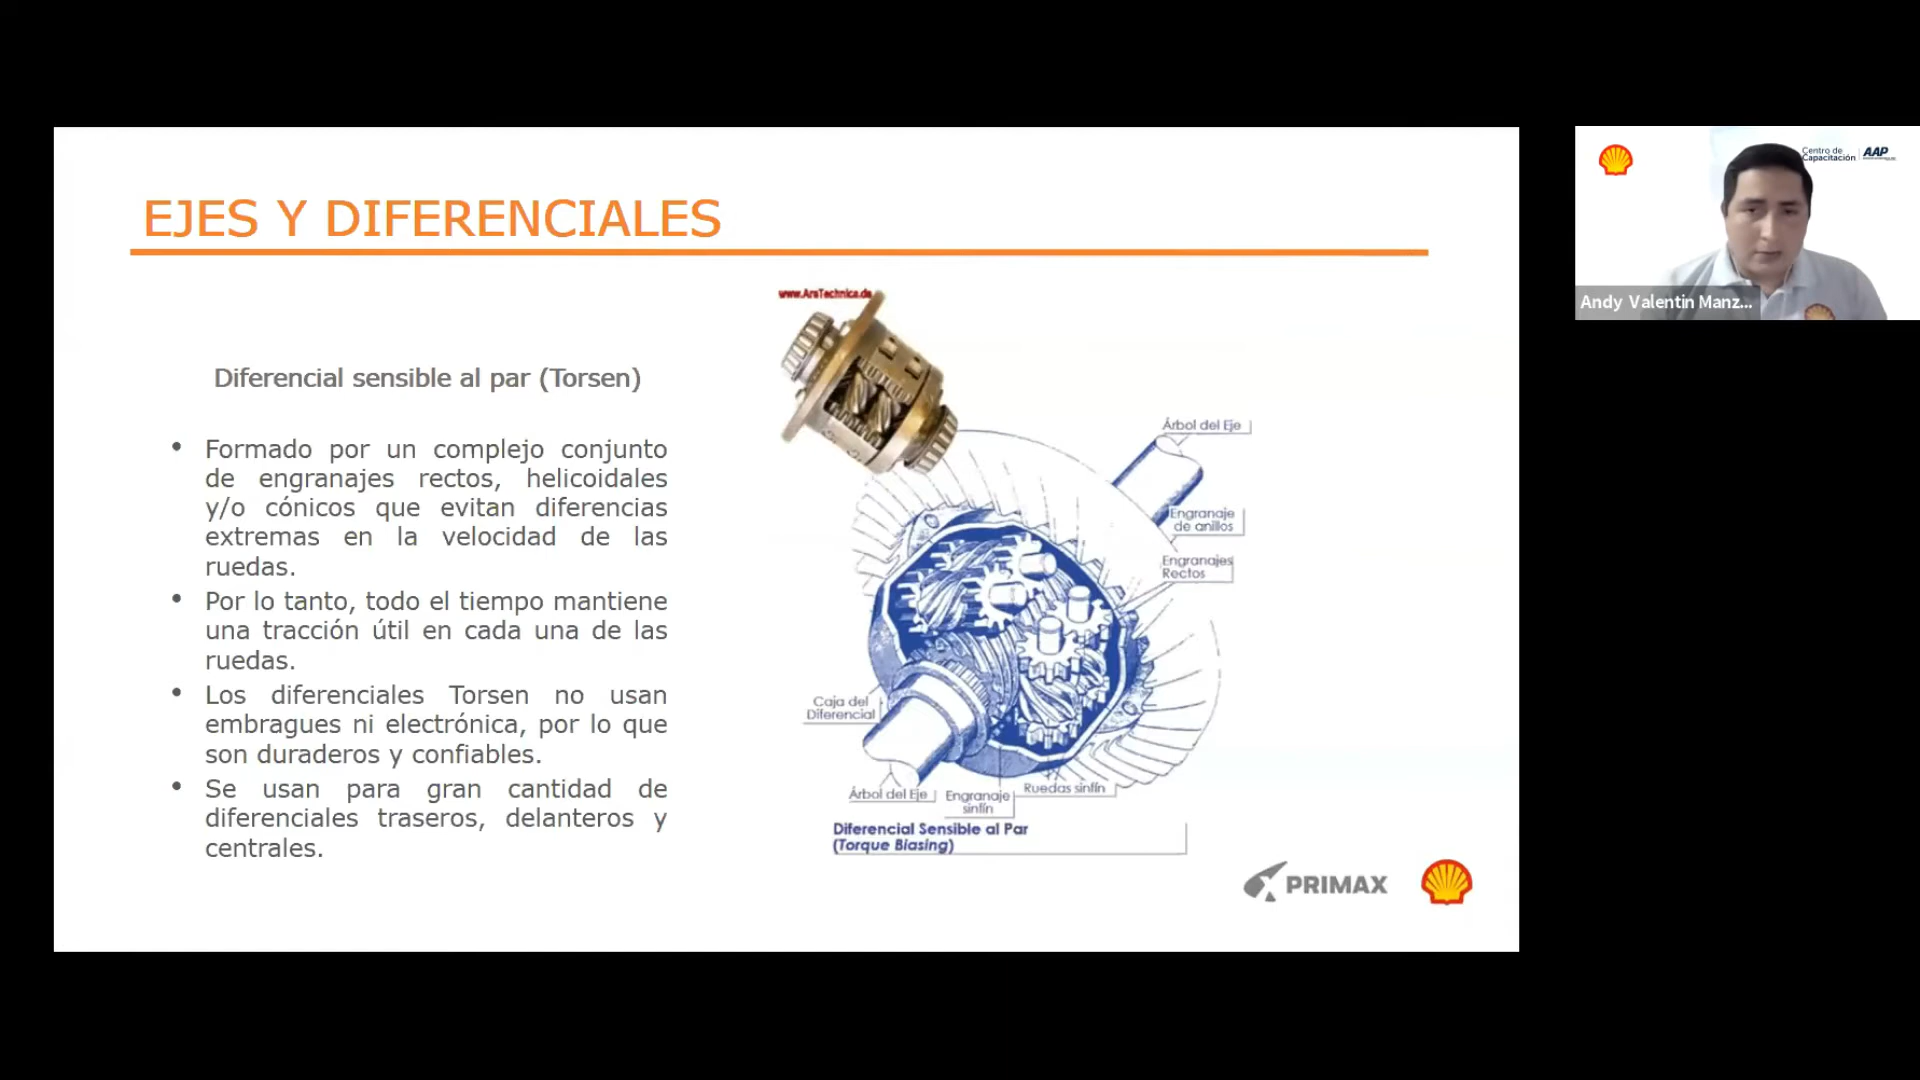 EJES Y DIFERENCIALES
Diferencial sensible al par (Torsen)
• Formado por un complejo conjunto
de engranajes rectos, helicoidales
y/o cónicos que evitan diferencias
extremas en la velocidad de las
ruedas.
• Por lo tanto, todo el tiempo mantiene
una tracción útil en cada una de las
ruedas.
• Los diferenciales Torsen no usan
embragues ni electrónica, por lo que
son duraderos y confiables.
• Se usan para gran cantidad de
diferenciales traseros, delanteros y
centrales.
www.ArsTechnica.de
Árbol del Eje
Engranaje
de anillos
Engranajes
Rectos
Caja del
Diferencial
Árbol del Eje
Engranaje
sinfín
Ruedas sinfín
Diferencial Sensible al Par
(Torque Biasing)
PRIMAX
Centro de
Capacitación
AAP
Andy Valentin Manz...